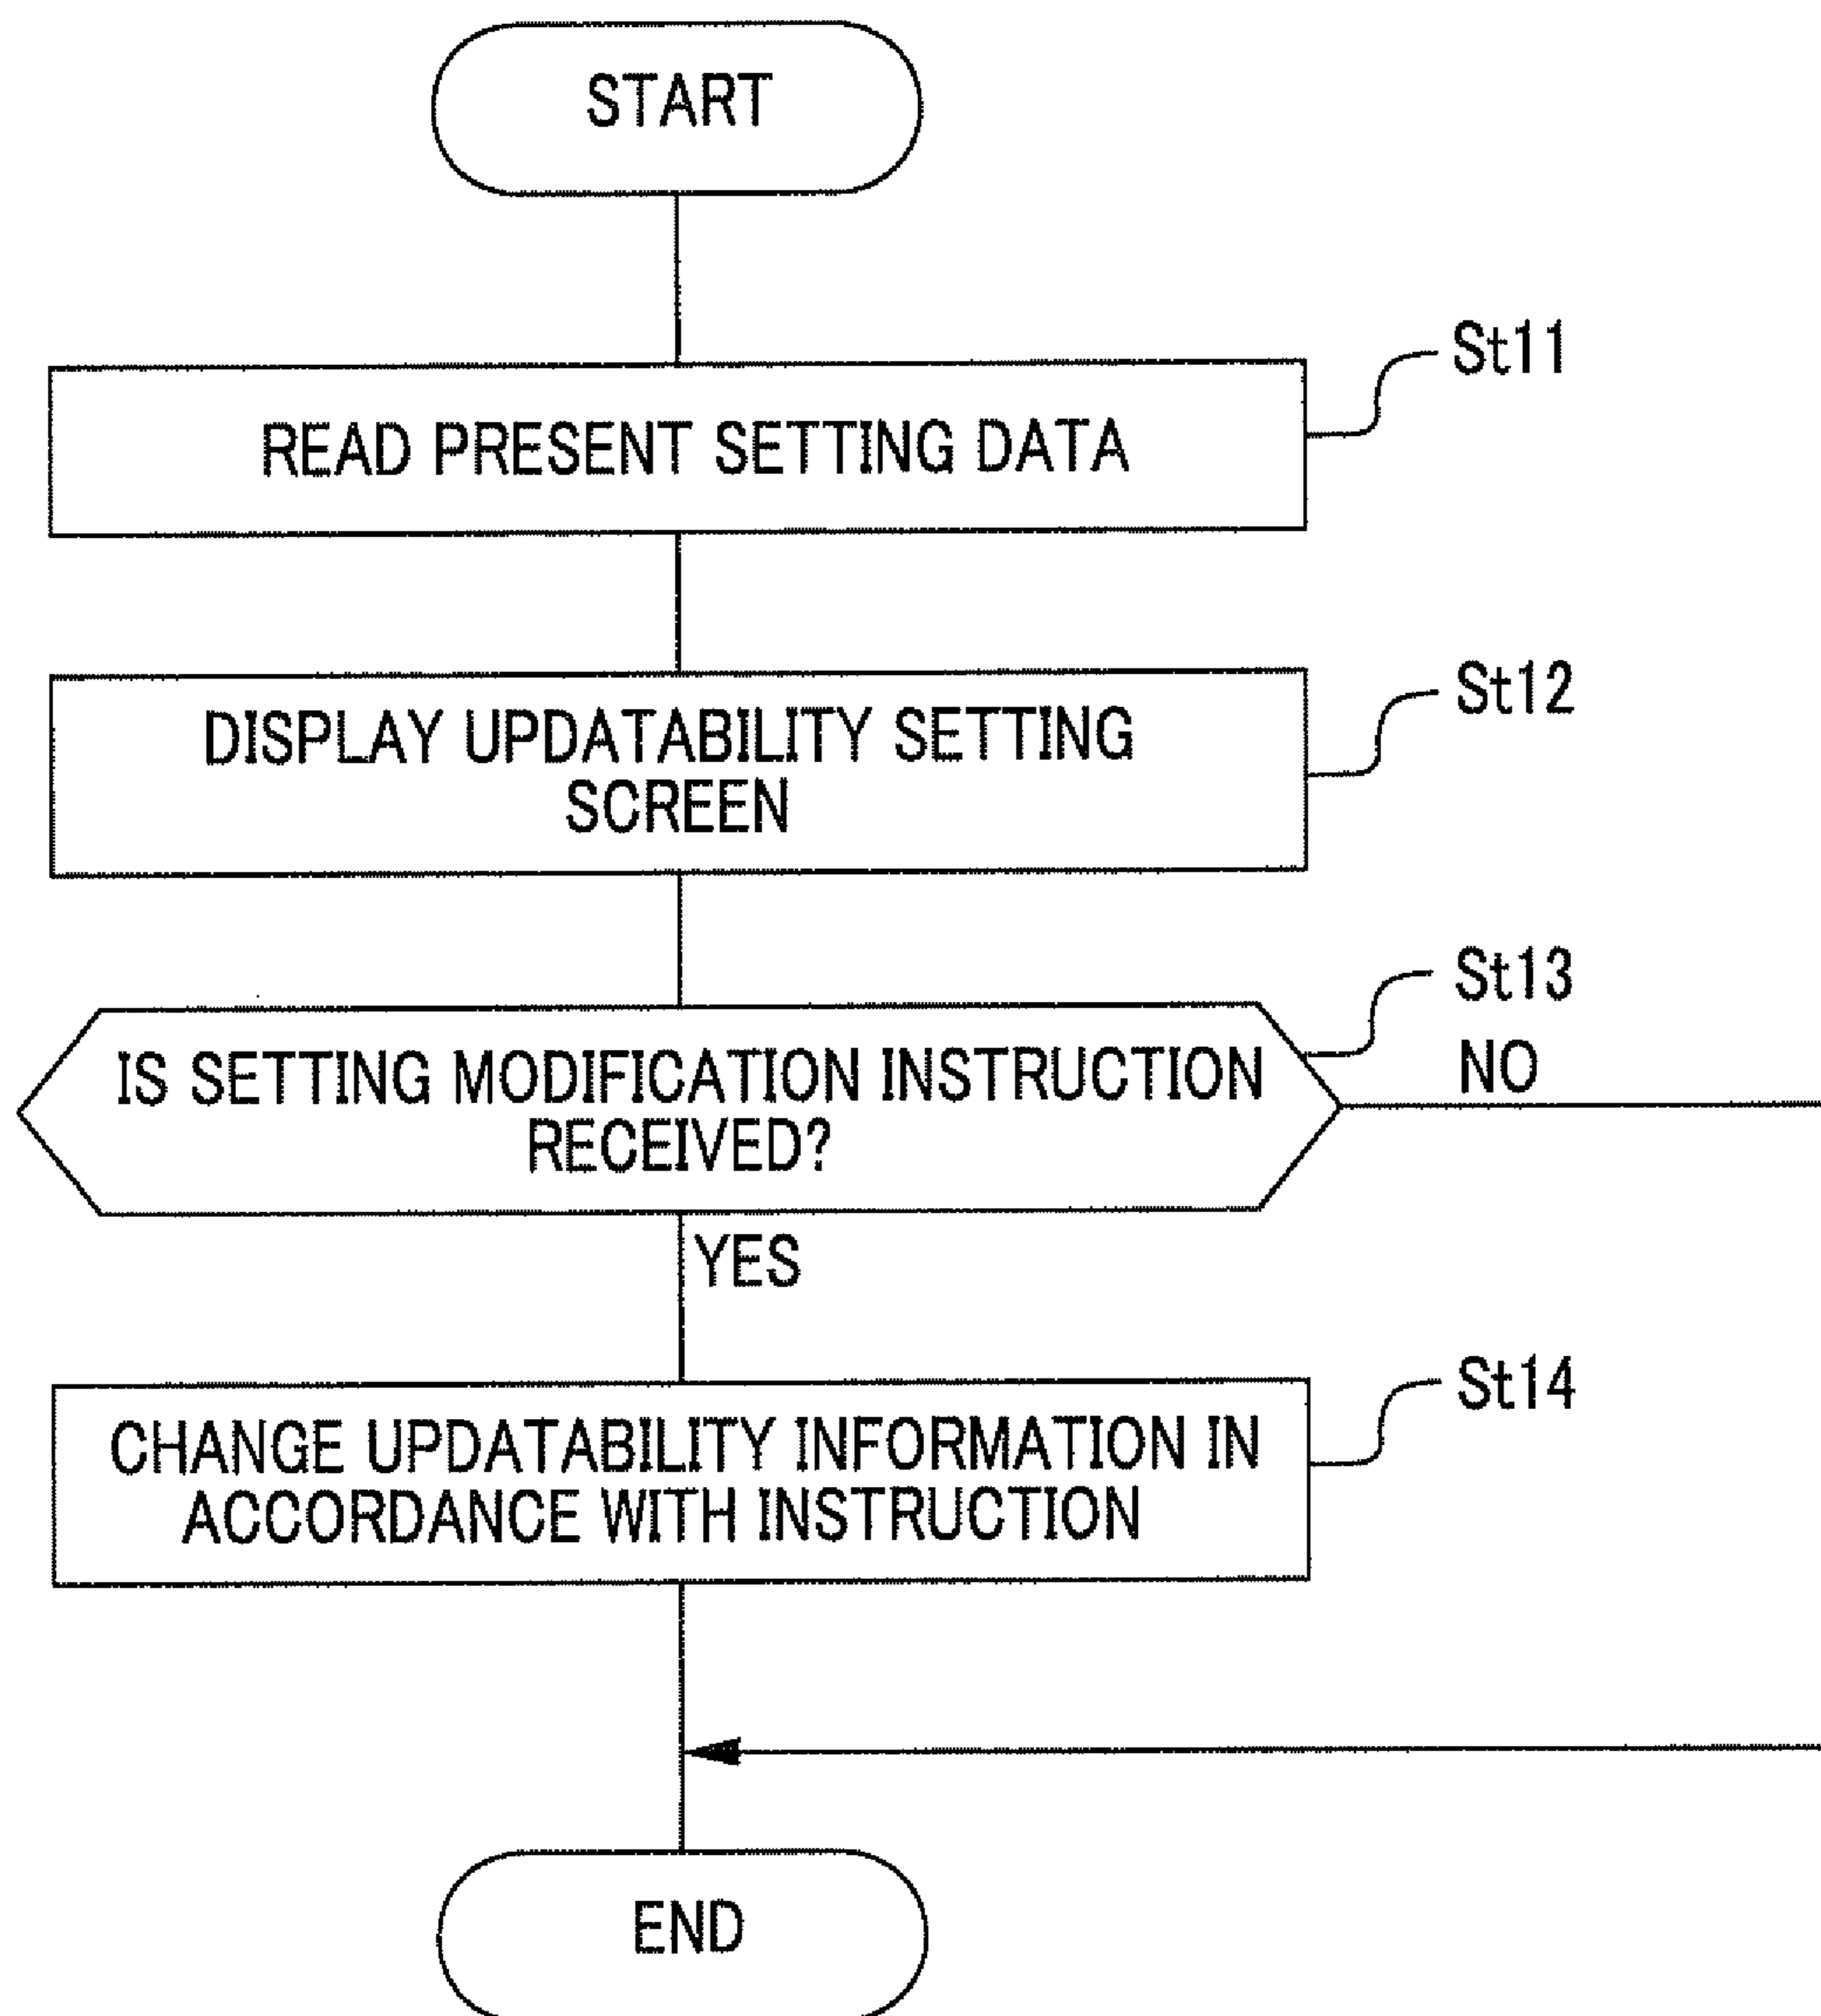 START
St11
READ PRESENT SETTING DATA
St12
DISPLAY UPDATABILITY SETTING
SCREEN
St13
IS SETTING MODIFICATION INSTRUCTION
RECEIVED?
NO
YES
St14
CHANGE UPDATABILITY INFORMATION IN
ACCORDANCE WITH INSTRUCTION
END